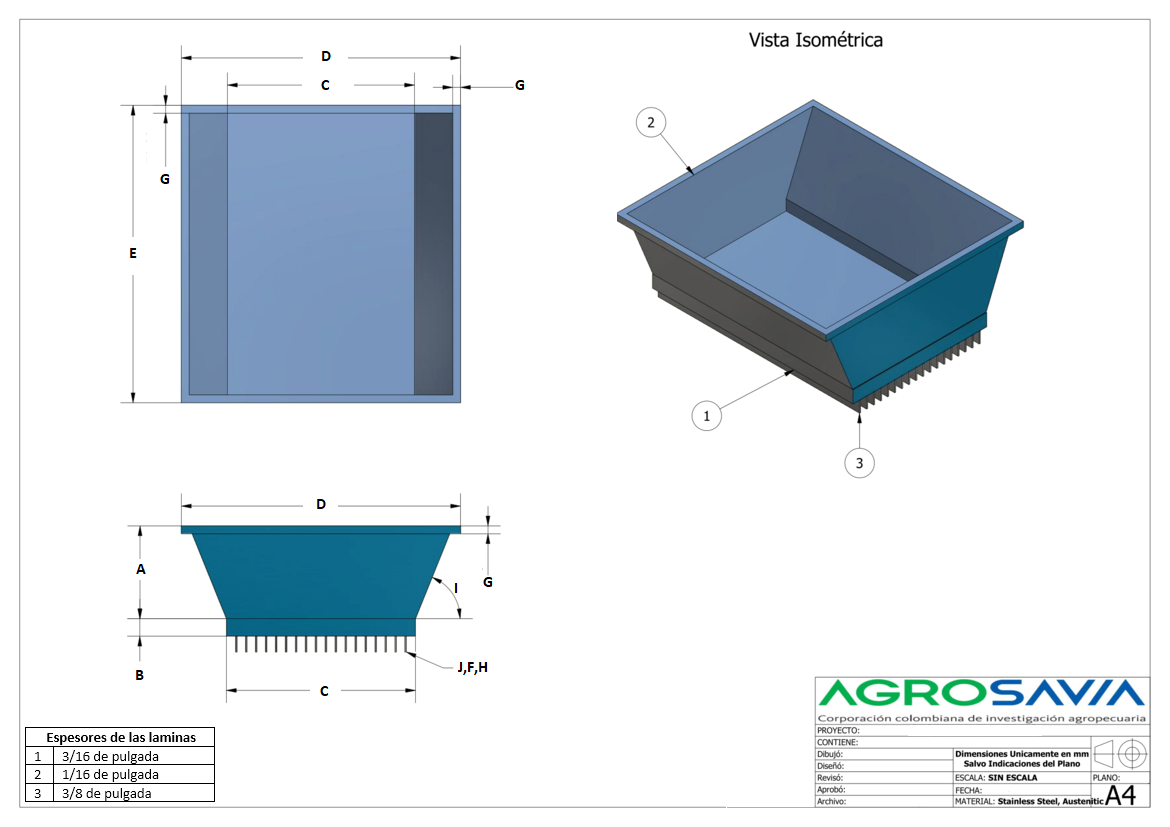 Vista Isométrica
D
C
G
G
E
2
1
3
D
A
I
G
B
J,F,H
C
Espesores de las laminas
1 3/16 de pulgada
2 1/16 de pulgada
3 3/8 de pulgada
AGROSAVIA
Corporación colombiana de investigación agropecuaria
PROYECTO:
CONTIENE:
Dibujó:
Diseñó:
Revisó:
Aprobó:
Archivo:
Dimensiones Unicamente en mm
Salvo Indicaciones del Plano
ESCALA: SIN ESCALA
PLANO:
FECHA:
MATERIAL: Stainless Steel, Austenitic
A4